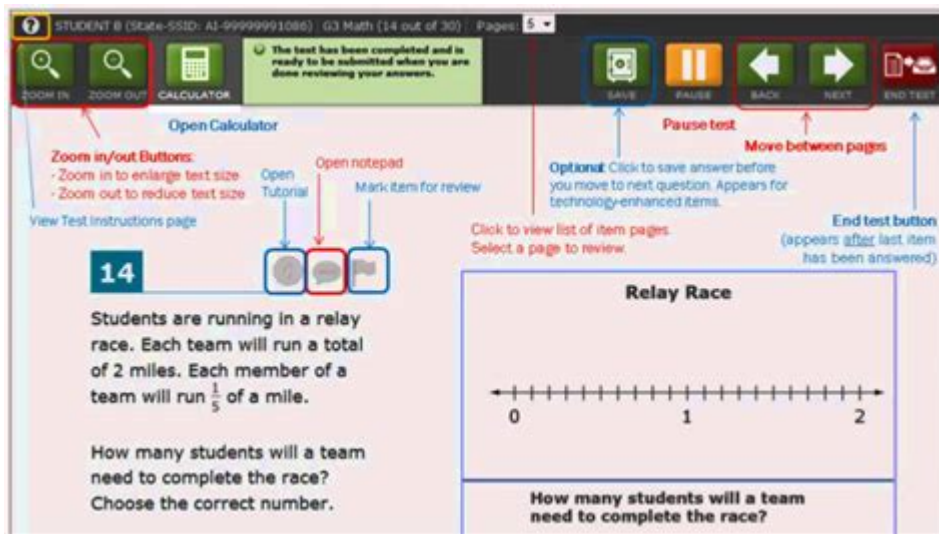 STUDENT B (State-SSID: AI-99999991086) G3 Math (14 out of 30) Pages: 5
ZOOM IN ZOOM OUT CALCULATOR
The test has been completed and is
ready to be submitted when you are
done reviewing your answers.
SAVE PAUSE BACK NEXT END TEST
Open Calculator
Pause test
Move between pages
Zoom in/out Buttons:
- Zoom in to enlarge text size
- Zoom out to reduce text size
View Test Instructions page
Open
Tutorial
Open notepad
Mark item for review
Optional: Click to save answer before
you move to next question. Appears for
technology-enhanced items.
Click to view list of item pages.
Select a page to review.
End test button
(appears after last item
has been answered)
14
Students are running in a relay
race. Each team will run a total
of 2 miles. Each member of a
team will run 1/5 of a mile.
How many students will a team
need to complete the race?
Choose the correct number.
Relay Race
0 1 2
How many students will a team
need to complete the race?